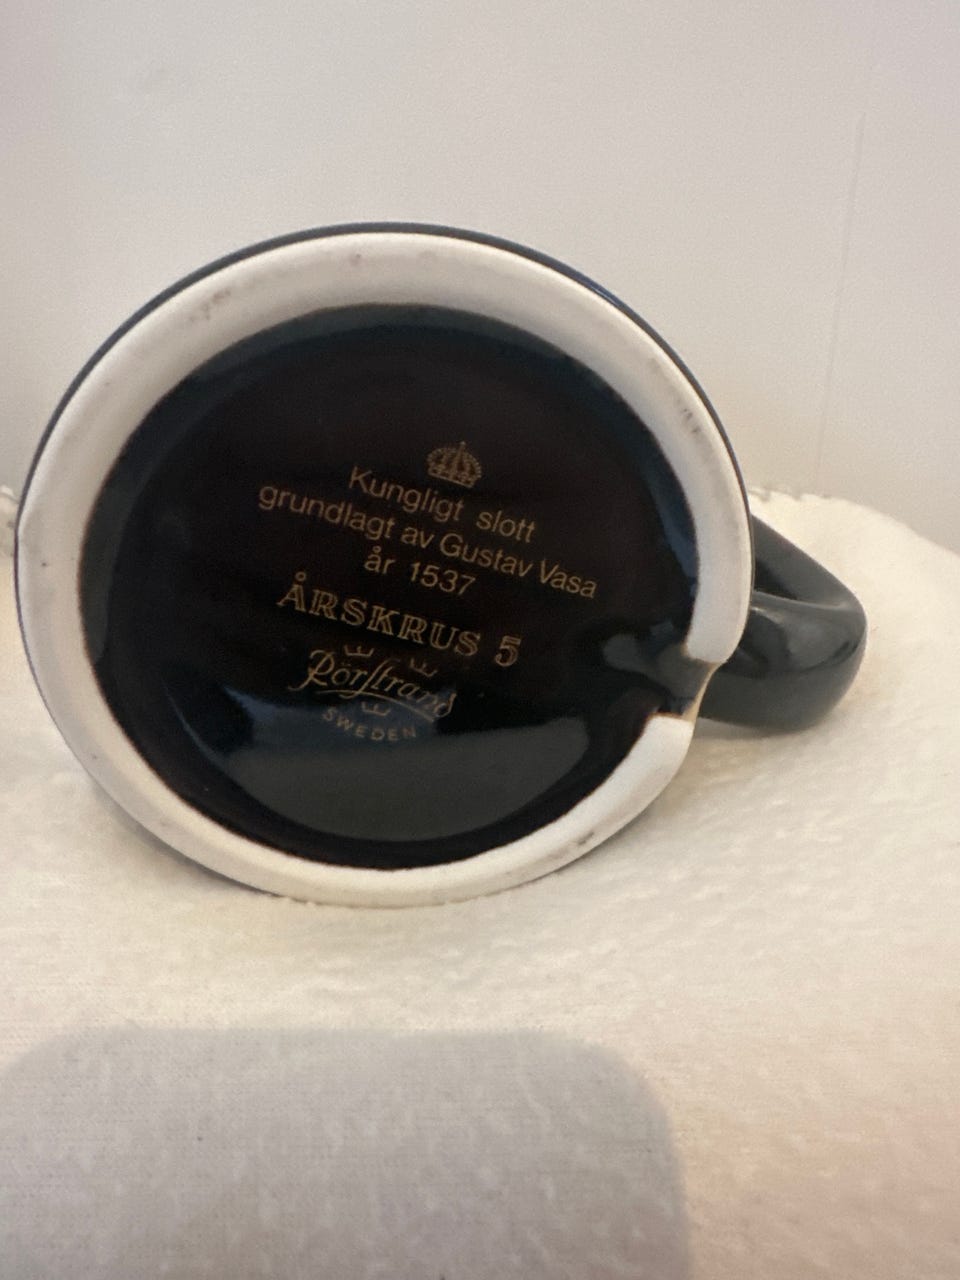 Kungligt slott
grundlagt av Gustav Vasa
år 1537
ÅRSKRUS 5
Rörstrand
SWEDEN